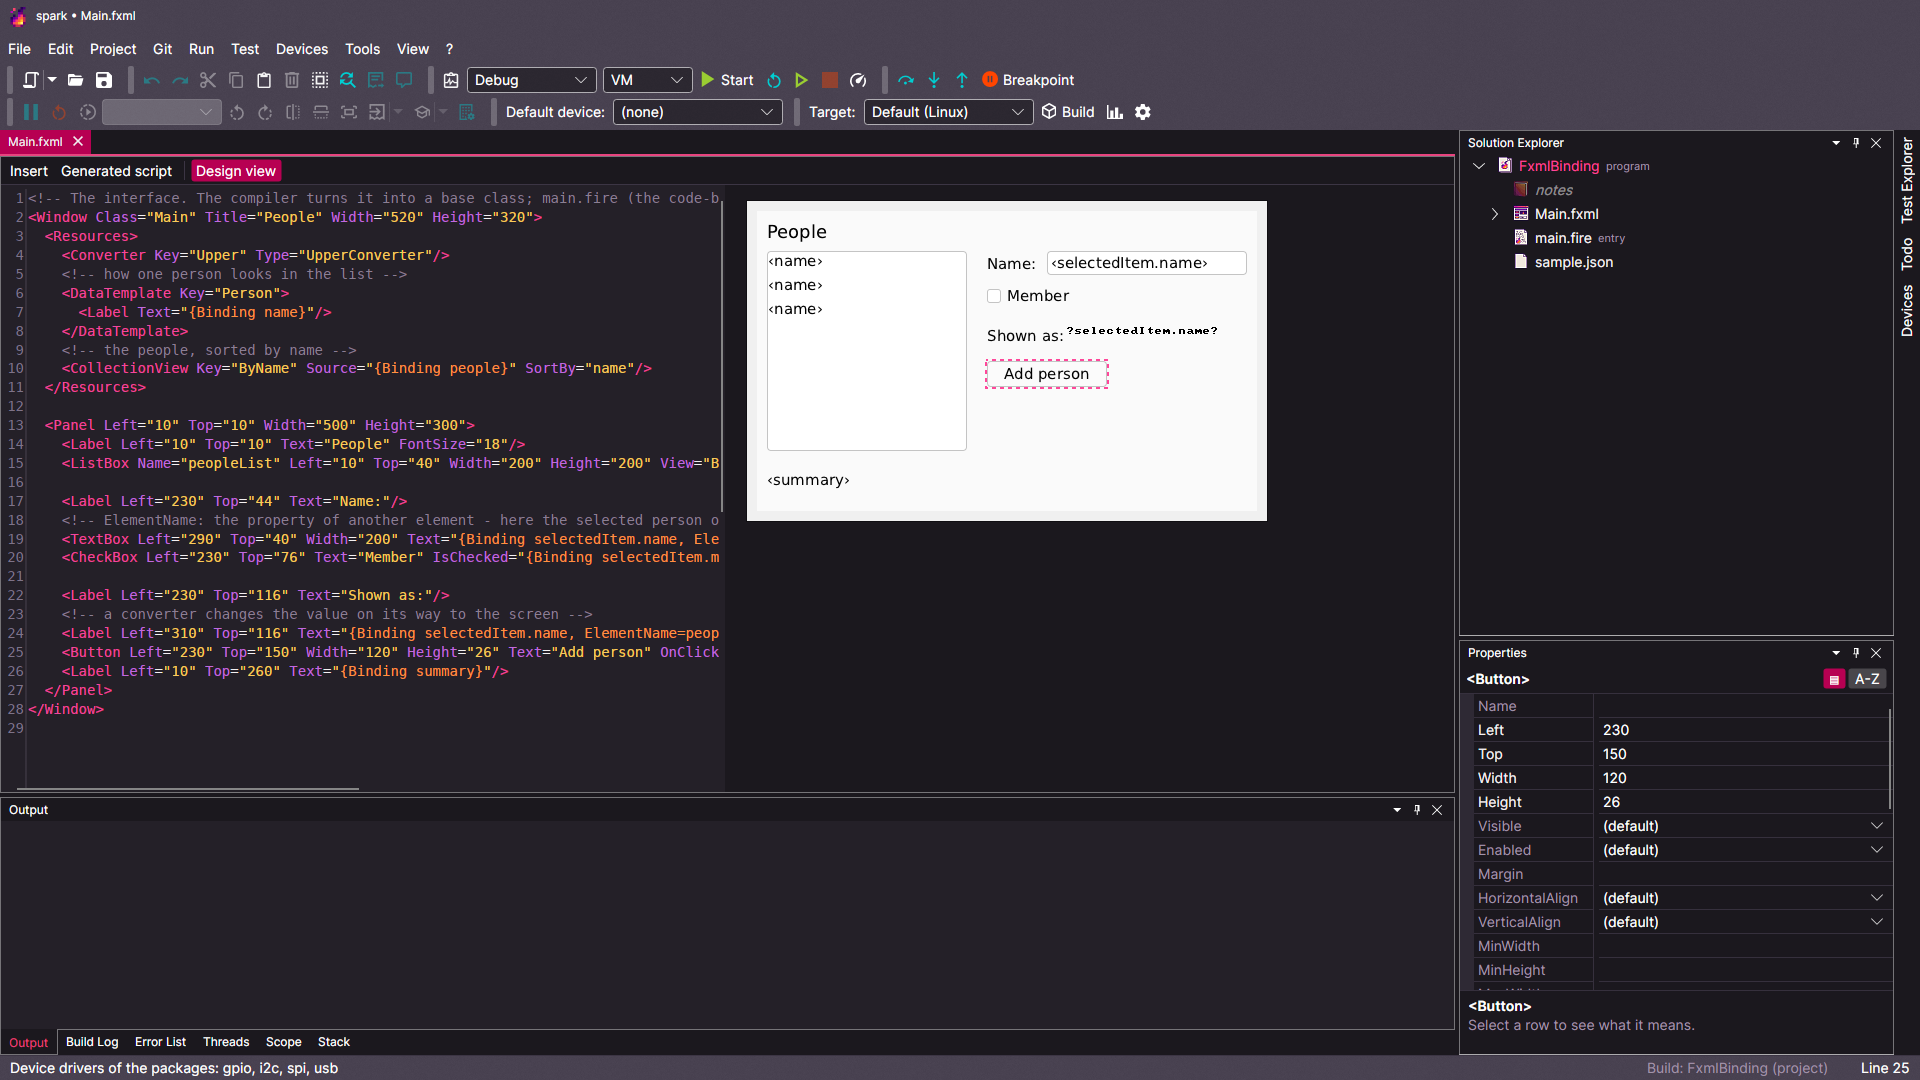 spark • Main.fxml
File Edit Project Git Run Test Devices Tools View ?
Debug VM Start Breakpoint
Default device: (none) Target: Default (Linux) Build
Main.fxml
Insert Generated script Design view
1 <!-- The interface. The compiler turns it into a base class; main.fire (the code-b
2 <Window Class="Main" Title="People" Width="520" Height="320">
3 <Resources>
4 <Converter Key="Upper" Type="UpperConverter"/>
5 <!-- how one person looks in the list -->
6 <DataTemplate Key="Person">
7 <Label Text="{Binding name}"/>
8 </DataTemplate>
9 <!-- the people, sorted by name -->
10 <CollectionView Key="ByName" Source="{Binding people}" SortBy="name"/>
11 </Resources>
12
13 <Panel Left="10" Top="10" Width="500" Height="300">
14 <Label Left="10" Top="10" Text="People" FontSize="18"/>
15 <ListBox Name="peopleList" Left="10" Top="40" Width="200" Height="200" View="B
16
17 <Label Left="230" Top="44" Text="Name:"/>
18 <!-- ElementName: the property of another element - here the selected person o
19 <TextBox Left="290" Top="40" Width="200" Text="{Binding selectedItem.name, Ele
20 <CheckBox Left="230" Top="76" Text="Member" IsChecked="{Binding selectedItem.m
21
22 <Label Left="230" Top="116" Text="Shown as:"/>
23 <!-- a converter changes the value on its way to the screen -->
24 <Label Left="310" Top="116" Text="{Binding selectedItem.name, ElementName=peop
25 <Button Left="230" Top="150" Width="120" Height="26" Text="Add person" OnClick
26 <Label Left="10" Top="260" Text="{Binding summary}"/>
27 </Panel>
28 </Window>
29
People
‹name›
‹name›
‹name›
Name: ‹selectedItem.name›
Member
Shown as: ?selectedItem.name?
Add person
‹summary›
Output
Output Build Log Error List Threads Scope Stack
Solution Explorer
FxmlBinding program
notes
Main.fxml
main.fire entry
sample.json
Test Explorer
Todo
Devices
Properties
<Button> A-Z
Name
Left 230
Top 150
Width 120
Height 26
Visible (default)
Enabled (default)
Margin
HorizontalAlign (default)
VerticalAlign (default)
MinWidth
MinHeight
<Button>
Select a row to see what it means.
Device drivers of the packages: gpio, i2c, spi, usb
Build: FxmlBinding (project) Line 25